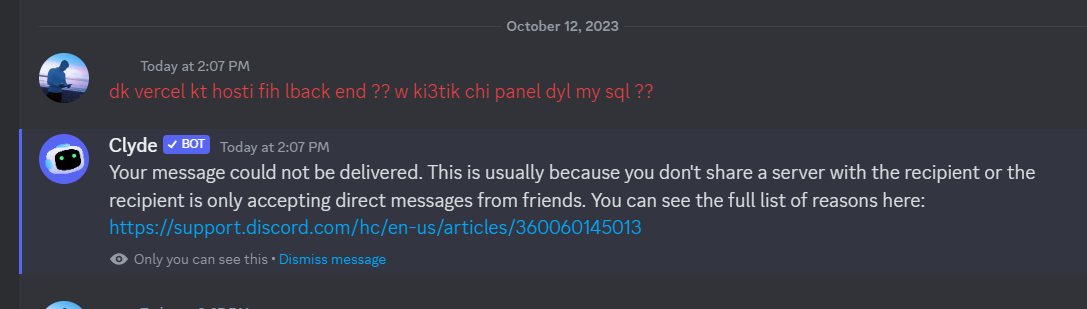 October 12, 2023
Today at 2:07 PM
dk vercel kt hosti fih lback end ?? w ki3tik chi panel dyl my sql ??
Clyde BOT Today at 2:07 PM
Your message could not be delivered. This is usually because you don't share a server with the recipient or the
recipient is only accepting direct messages from friends. You can see the full list of reasons here:
https://support.discord.com/hc/en-us/articles/360060145013
Only you can see this • Dismiss message